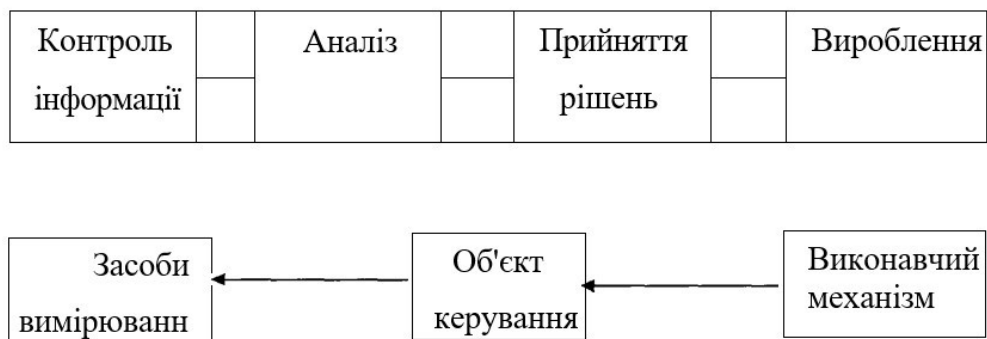 Контроль
інформації
Аналіз
Прийняття
рішень
Вироблення
Засоби
вимірюванн
Об'єкт
керування
Виконавчий
механізм